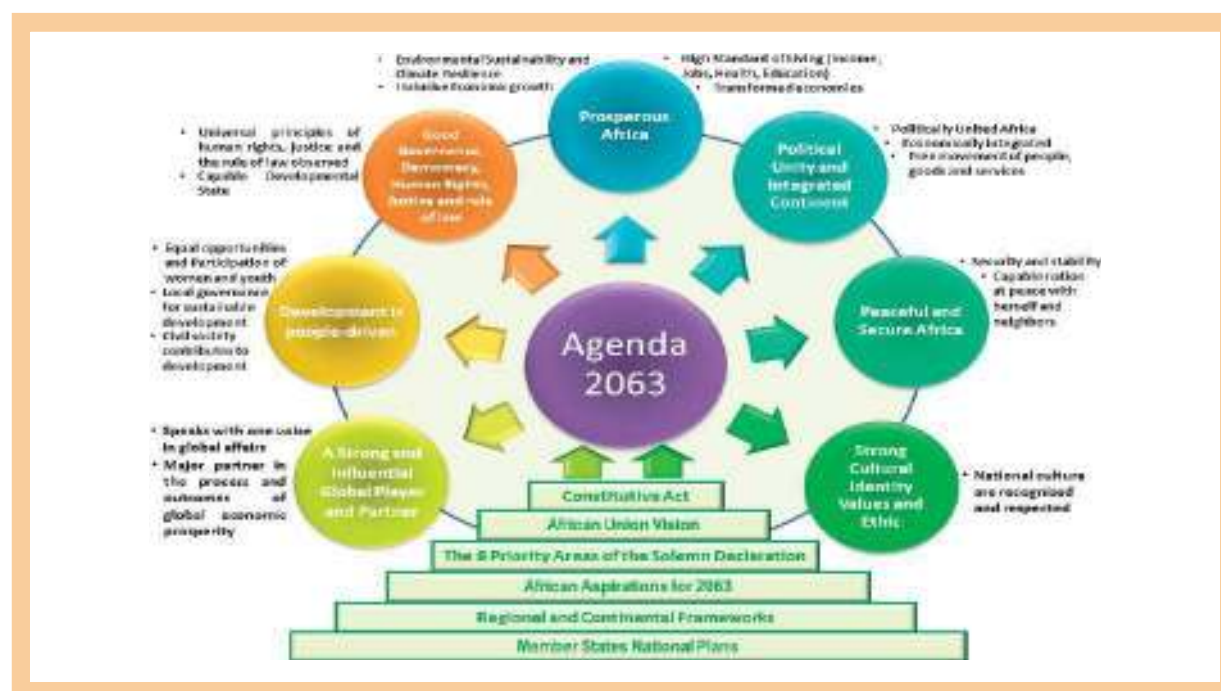 Environmental Sustainability and
Climate Resilience
Inclusive Economic growth
High Standard of Living (Income,
Jobs, Health, Education)
Transformed economies
Prosperous
Africa
Universal principles of
human rights, justice and
the rule of law observed
Capable Developmental
State
Good
Governance,
Democracy,
Human Rights,
Justice and rule
of law
Political
Unity and
Integrated
Continent
Politically United Africa
Economically Integrated
Free movement of people,
goods and services
Equal opportunities
and Participation of
women and youth
Local governance
for sustainable
development
Civil society
contributes to
development
Development is
people-driven
Agenda
2063
Peaceful and
Secure Africa
Security and stability
Capable nation
at peace with
herself and
neighbors
Speaks with one voice
in global affairs
Major partner in
the process and
outcomes of
global economic
prosperity
A Strong and
Influential
Global Player
and Partner
Strong
Cultural
Identity
Values and
Ethic
National culture
are recognised
and respected
Constitutive Act
African Union Vision
The 8 Priority Areas of the Solemn Declaration
African Aspirations for 2063
Regional and Continental Frameworks
Member States National Plans